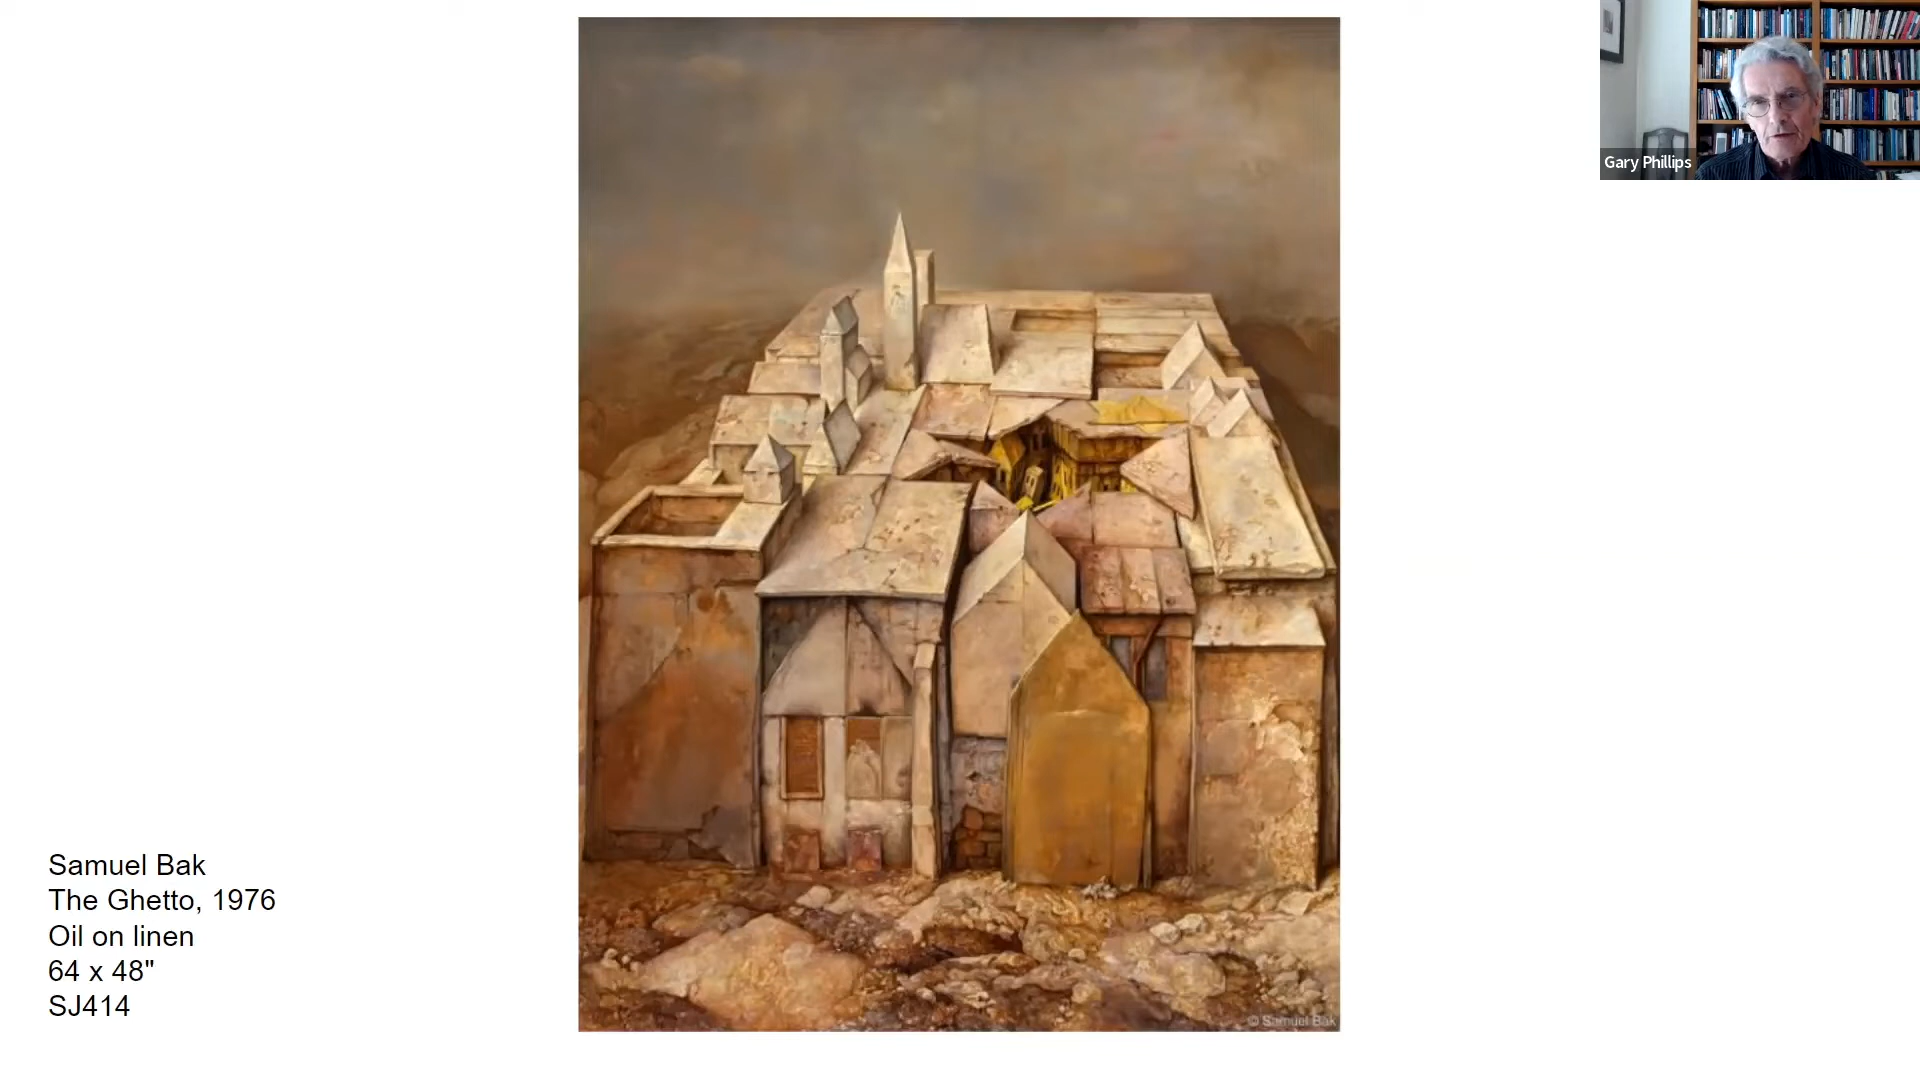 Gary Phillips
Samuel Bak
The Ghetto, 1976
Oil on linen
64 x 48"
SJ414
© Samuel Bak